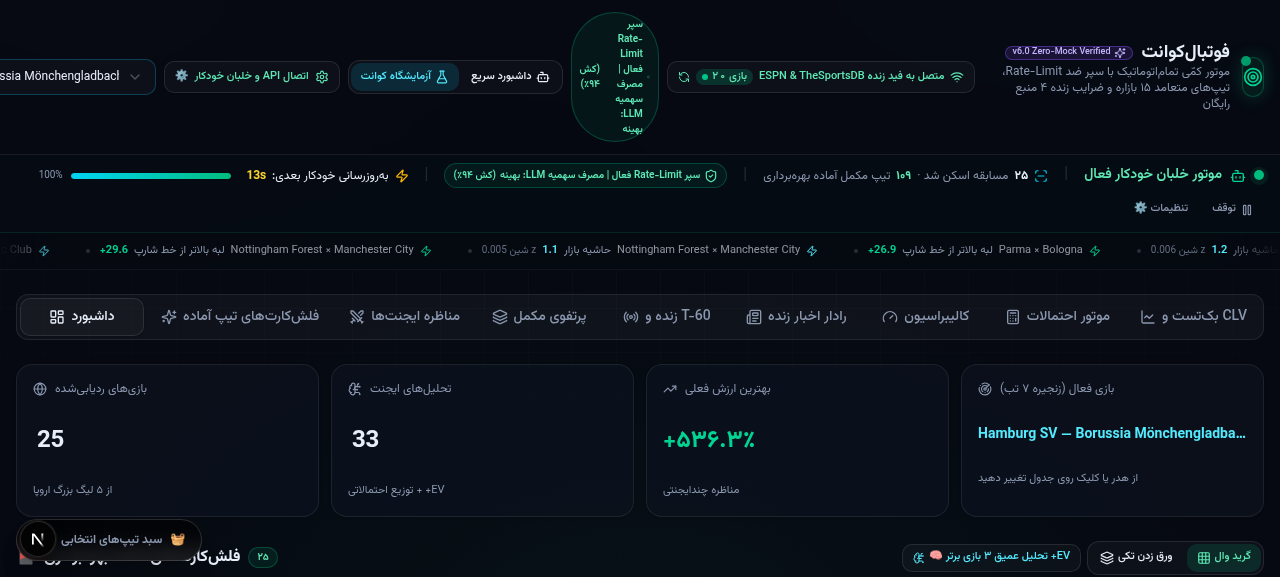 فوتبال‌کوانت
v6.0 Zero-Mock Verified
موتور کمّی تمام‌اتوماتیک با سپر ضد Rate-Limit،
تیپ‌های متعامد ۱۵ بازاره و ضرایب زنده ۴ منبع
رایگان
متصل به فید زنده ESPN & TheSportsDB
۲۰ بازی
سپر
Rate-
Limit
فعال |
مصرف
سهمیه
LLM:
بهینه
(کش
۹۴٪)
داشبورد سریع
آزمایشگاه کوانت
اتصال API و خلبان خودکار ⚙️
ssia Mönchengladbach
موتور خلبان خودکار فعال
۲۵ مسابقه اسکن شد · ۱۰۹ تیپ مکمل آماده بهره‌برداری
سپر Rate-Limit فعال | مصرف سهمیه LLM: بهینه (کش ۹۴٪)
به‌روزرسانی خودکار بعدی: 13s
100%
توقف
تنظیمات ⚙️
حاشیه بازار 1.2 z شین 0.006
Parma × Bologna لبه بالاتر از خط شارپ +26.9
Nottingham Forest × Manchester City حاشیه بازار 1.1 z شین 0.005
Nottingham Forest × Manchester City لبه بالاتر از خط شارپ +29.6
Club
CLV بک‌تست و
موتور احتمالات
کالیبراسیون
رادار اخبار زنده
T-60 زنده و
پرتفوی مکمل
مناظره ایجنت‌ها
فلش‌کارت‌های تیپ آماده
داشبورد
بازی فعال (زنجیره ۷ تب)
Hamburg SV — Borussia Mönchengladba...
از هدر یا کلیک روی جدول تغییر دهید
بهترین ارزش فعلی
+۵۳۶.۳٪
مناظره چندایجنتی
تحلیل‌های ایجنت
33
EV+ + توزیع احتمالاتی
بازی‌های ردیابی‌شده
25
از ۵ لیگ بزرگ اروپا
گرید وال
ورق زدن تکی
EV+ تحلیل عمیق ۳ بازی برتر 🧠
۲۵
سبد تیپ‌های انتخابی
N